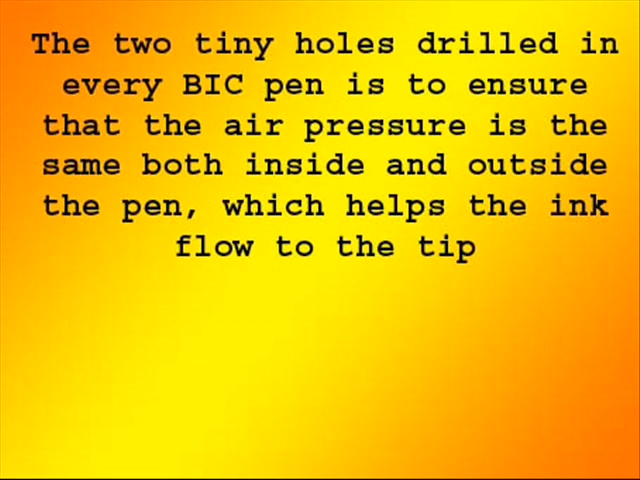 The two tiny holes drilled in
every BIC pen is to ensure
that the air pressure is the
same both inside and outside
the pen, which helps the ink
flow to the tip